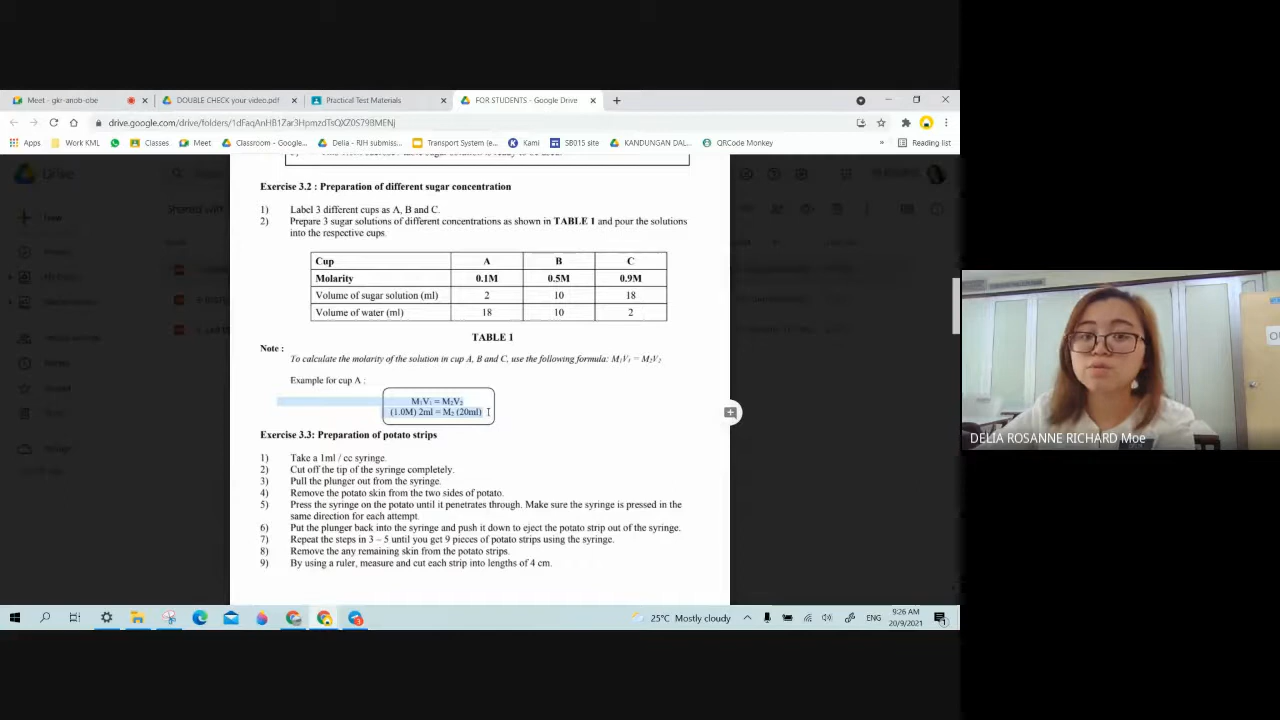 Meet - gkr-anob-obe
DOUBLE CHECK your video.pdf
Practical Test Materials
FOR STUDENTS - Google Drive
drive.google.com/drive/folders/1dFaqAnHB1Zar3HpmzdTsQXZ0S798MENj
Apps
Work KML
Classes
Meet
Classroom - Google...
Delia - RIH submiss...
Transport System (e...
Kami
SB015 site
KANDUNGAN DAL...
QRCode Monkey
»
Reading list
Drive
Exercise 3.2 : Preparation of different sugar concentration
1) Label 3 different cups as A, B and C.
2) Prepare 3 sugar solutions of different concentrations as shown in TABLE 1 and pour the solutions
into the respective cups.
Cup A B C
Molarity 0.1M 0.5M 0.9M
Volume of sugar solution (ml) 2 10 18
Volume of water (ml) 18 10 2
TABLE 1
Note :
To calculate the molarity of the solution in cup A, B and C, use the following formula: M₁V₁ = M₂V₂
Example for cup A :
M₁V₁ = M₂V₂
(1.0M) 2ml = M₂ (20ml)
Exercise 3.3: Preparation of potato strips
1) Take a 1ml / cc syringe.
2) Cut off the tip of the syringe completely.
3) Pull the plunger out from the syringe.
4) Remove the potato skin from the two sides of potato.
5) Press the syringe on the potato until it penetrates through. Make sure the syringe is pressed in the
same direction for each attempt.
6) Put the plunger back into the syringe and push it down to eject the potato strip out of the syringe.
7) Repeat the steps in 3 – 5 until you get 9 pieces of potato strips using the syringe.
8) Remove the any remaining skin from the potato strips.
9) By using a ruler, measure and cut each strip into lengths of 4 cm.
DELIA ROSANNE RICHARD Moe
25°C Mostly cloudy
ENG
9:26 AM
20/9/2021